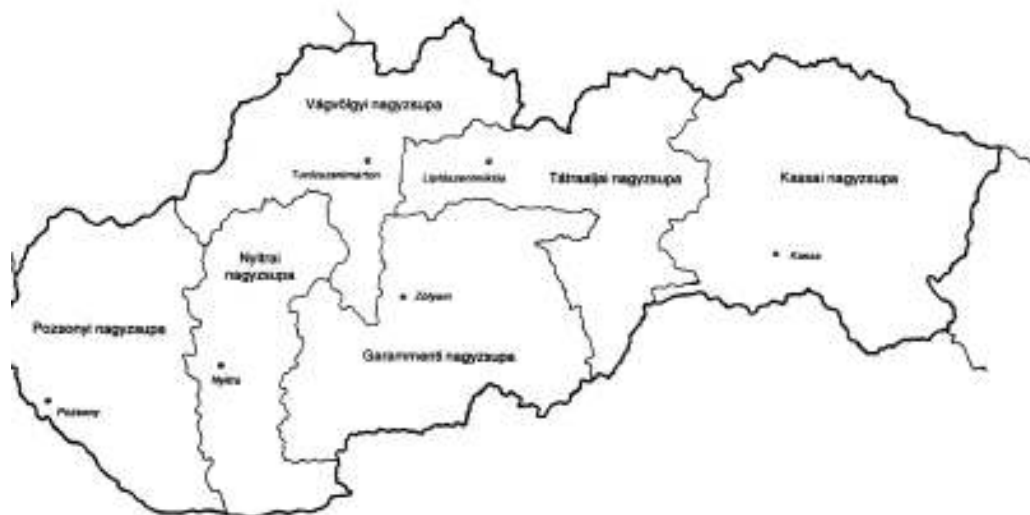 Vágvölgyi nagyzsupa
Turócszentmárton
Liptószentmiklós
Tátraaljai nagyzsupa
Kassai nagyzsupa
Kassa
Nyitrai
nagyzsupa
Zólyom
Pozsonyi nagyzsupa
Garammenti nagyzsupa
Nyitra
Pozsony